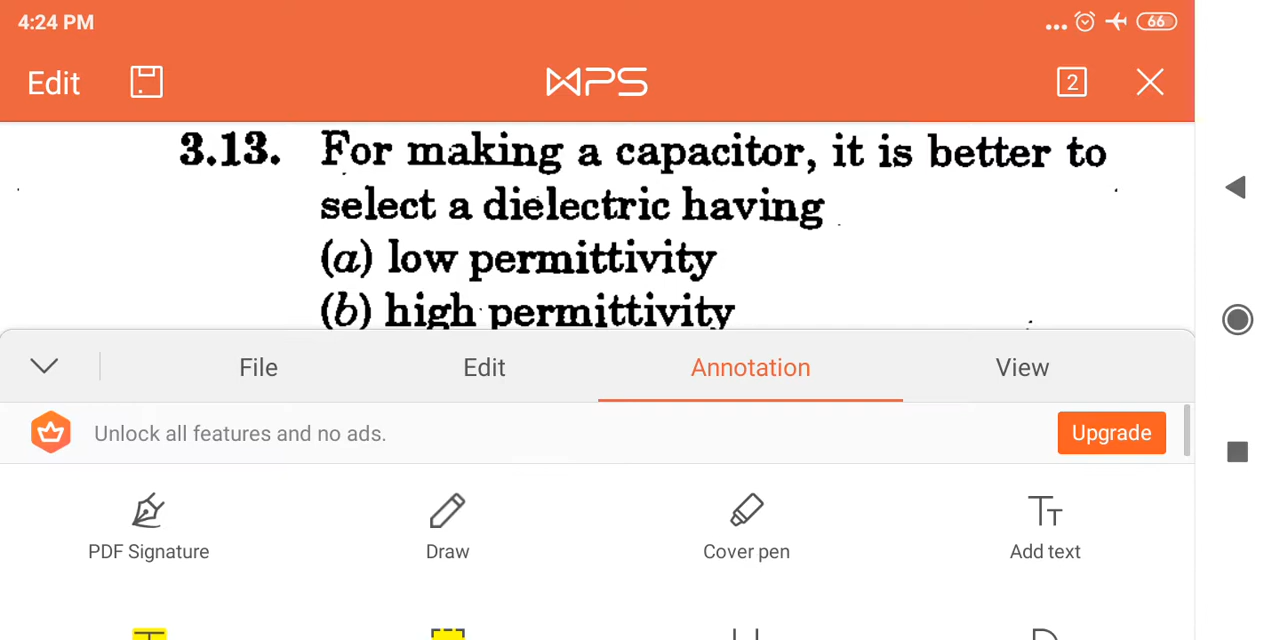 4:24 PM
66
Edit
WPS
2
3.13. For making a capacitor, it is better to
select a dielectric having
(a) low permittivity
(b) high permittivity
File Edit Annotation View
Unlock all features and no ads.
Upgrade
PDF Signature Draw Cover pen Add text